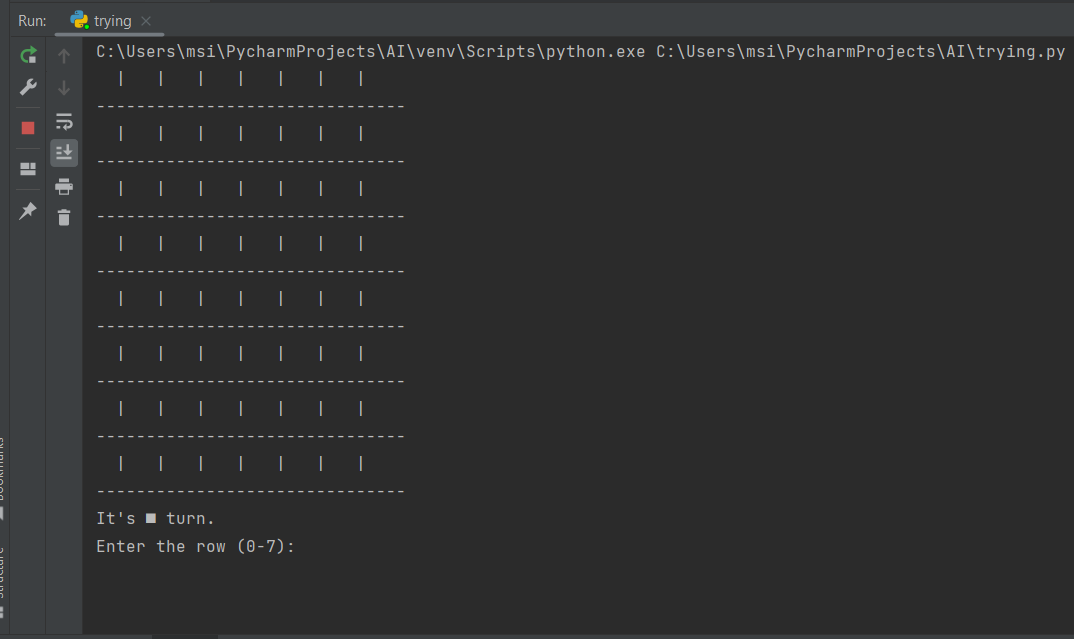 Run: trying
C:\Users\msi\PycharmProjects\AI\venv\Scripts\python.exe C:\Users\msi\PycharmProjects\AI\trying.py
  |   |   |   |   |   |   |
-------------------------------
  |   |   |   |   |   |   |
-------------------------------
  |   |   |   |   |   |   |
-------------------------------
  |   |   |   |   |   |   |
-------------------------------
  |   |   |   |   |   |   |
-------------------------------
  |   |   |   |   |   |   |
-------------------------------
  |   |   |   |   |   |   |
-------------------------------
  |   |   |   |   |   |   |
-------------------------------
It's ■ turn.
Enter the row (0-7):